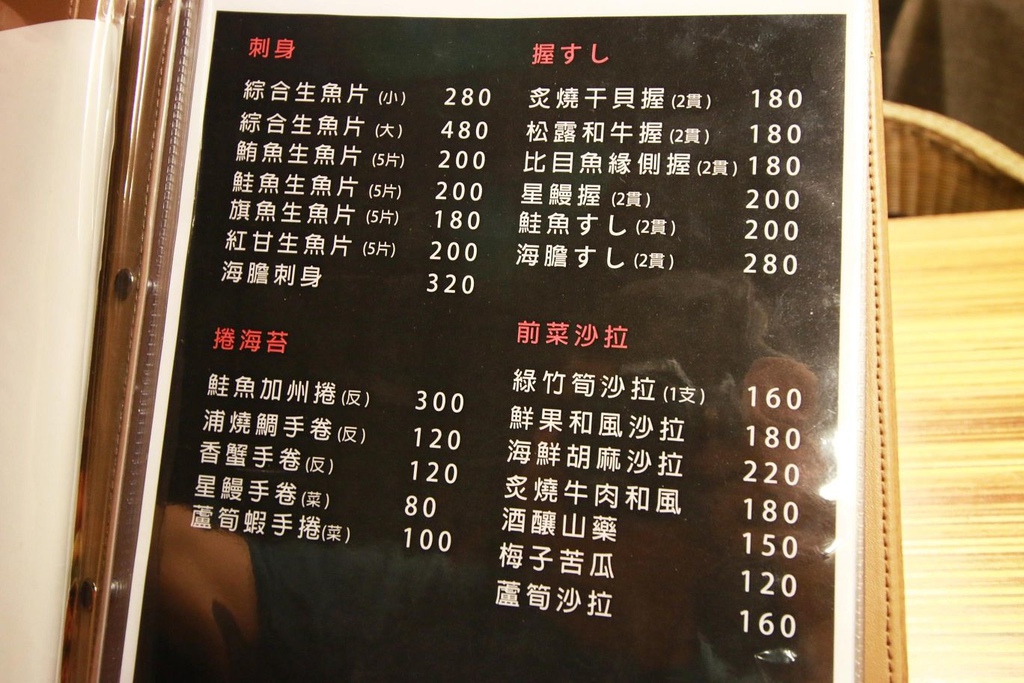 刺身
綜合生魚片 (小) 280
綜合生魚片 (大) 480
鮪魚生魚片 (5片) 200
鮭魚生魚片 (5片) 200
旗魚生魚片 (5片) 180
紅甘生魚片 (5片) 200
海膽刺身 320
捲海苔
鮭魚加州捲(反) 300
浦燒鯛手卷(反) 120
香蟹手卷(反) 120
星鰻手卷(菜) 80
蘆筍蝦手捲(菜) 100
握すし
炙燒干貝握(2貫) 180
松露和牛握(2貫) 180
比目魚緣側握(2貫) 180
星鰻握 (2貫) 200
鮭魚すし(2貫) 200
海膽すし(2貫) 280
前菜沙拉
綠竹筍沙拉(1支) 160
鮮果和風沙拉 180
海鮮胡麻沙拉 220
炙燒牛肉和風 180
酒釀山藥 150
梅子苦瓜 120
蘆筍沙拉 160